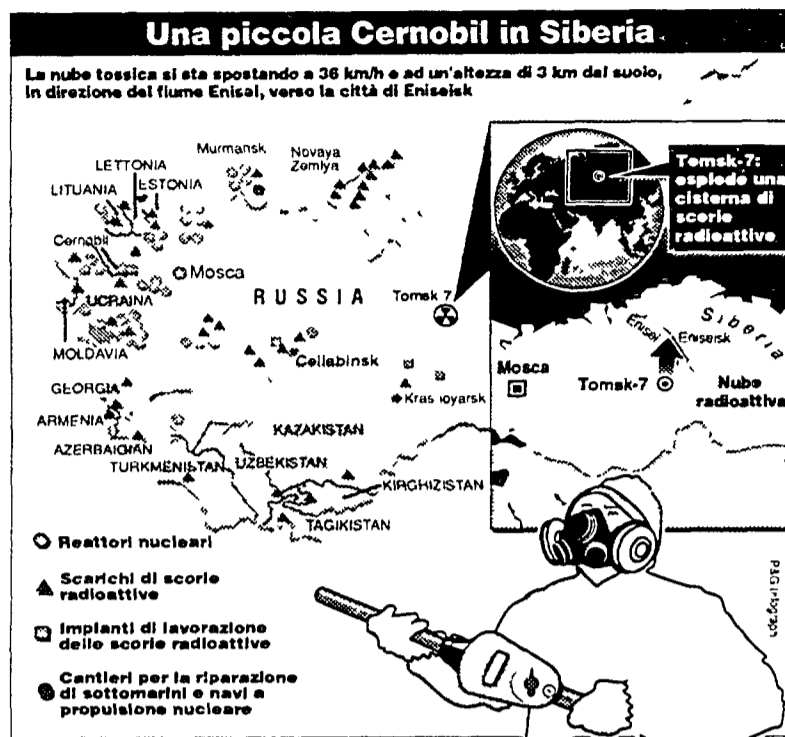 Una piccola Cernobil in Siberia
La nube tossica si sta spostando a 36 km/h e ad un'altezza di 3 km dal suolo,
in direzione del fiume Enisei, verso la città di Eniseisk
Murmansk
Novaya
Zemlya
LETTONIA
LITUANIA
ESTONIA
Cernobil
Mosca
UCRAINA
RUSSIA
Tomsk 7
MOLDAVIA
Celiabinsk
Kras
oyarsk
GEORGIA
ARMENIA
AZERBAIGIAN
KAZAKISTAN
TURKMENISTAN
UZBEKISTAN
KIRGHIZISTAN
TAGIKISTAN
Tomsk-7:
esplode una
cisterna di
scorie
radioattive
Siberia
Enisei
Eniseisk
Mosca
Tomsk-7
Nube
radioattiva
Reattori nucleari
Scarichi di scorie
radioattive
Impianti di lavorazione
delle scorie radioattive
Cantieri per la riparazione
di sottomarini e navi a
propulsione nucleare
P&G Infograph